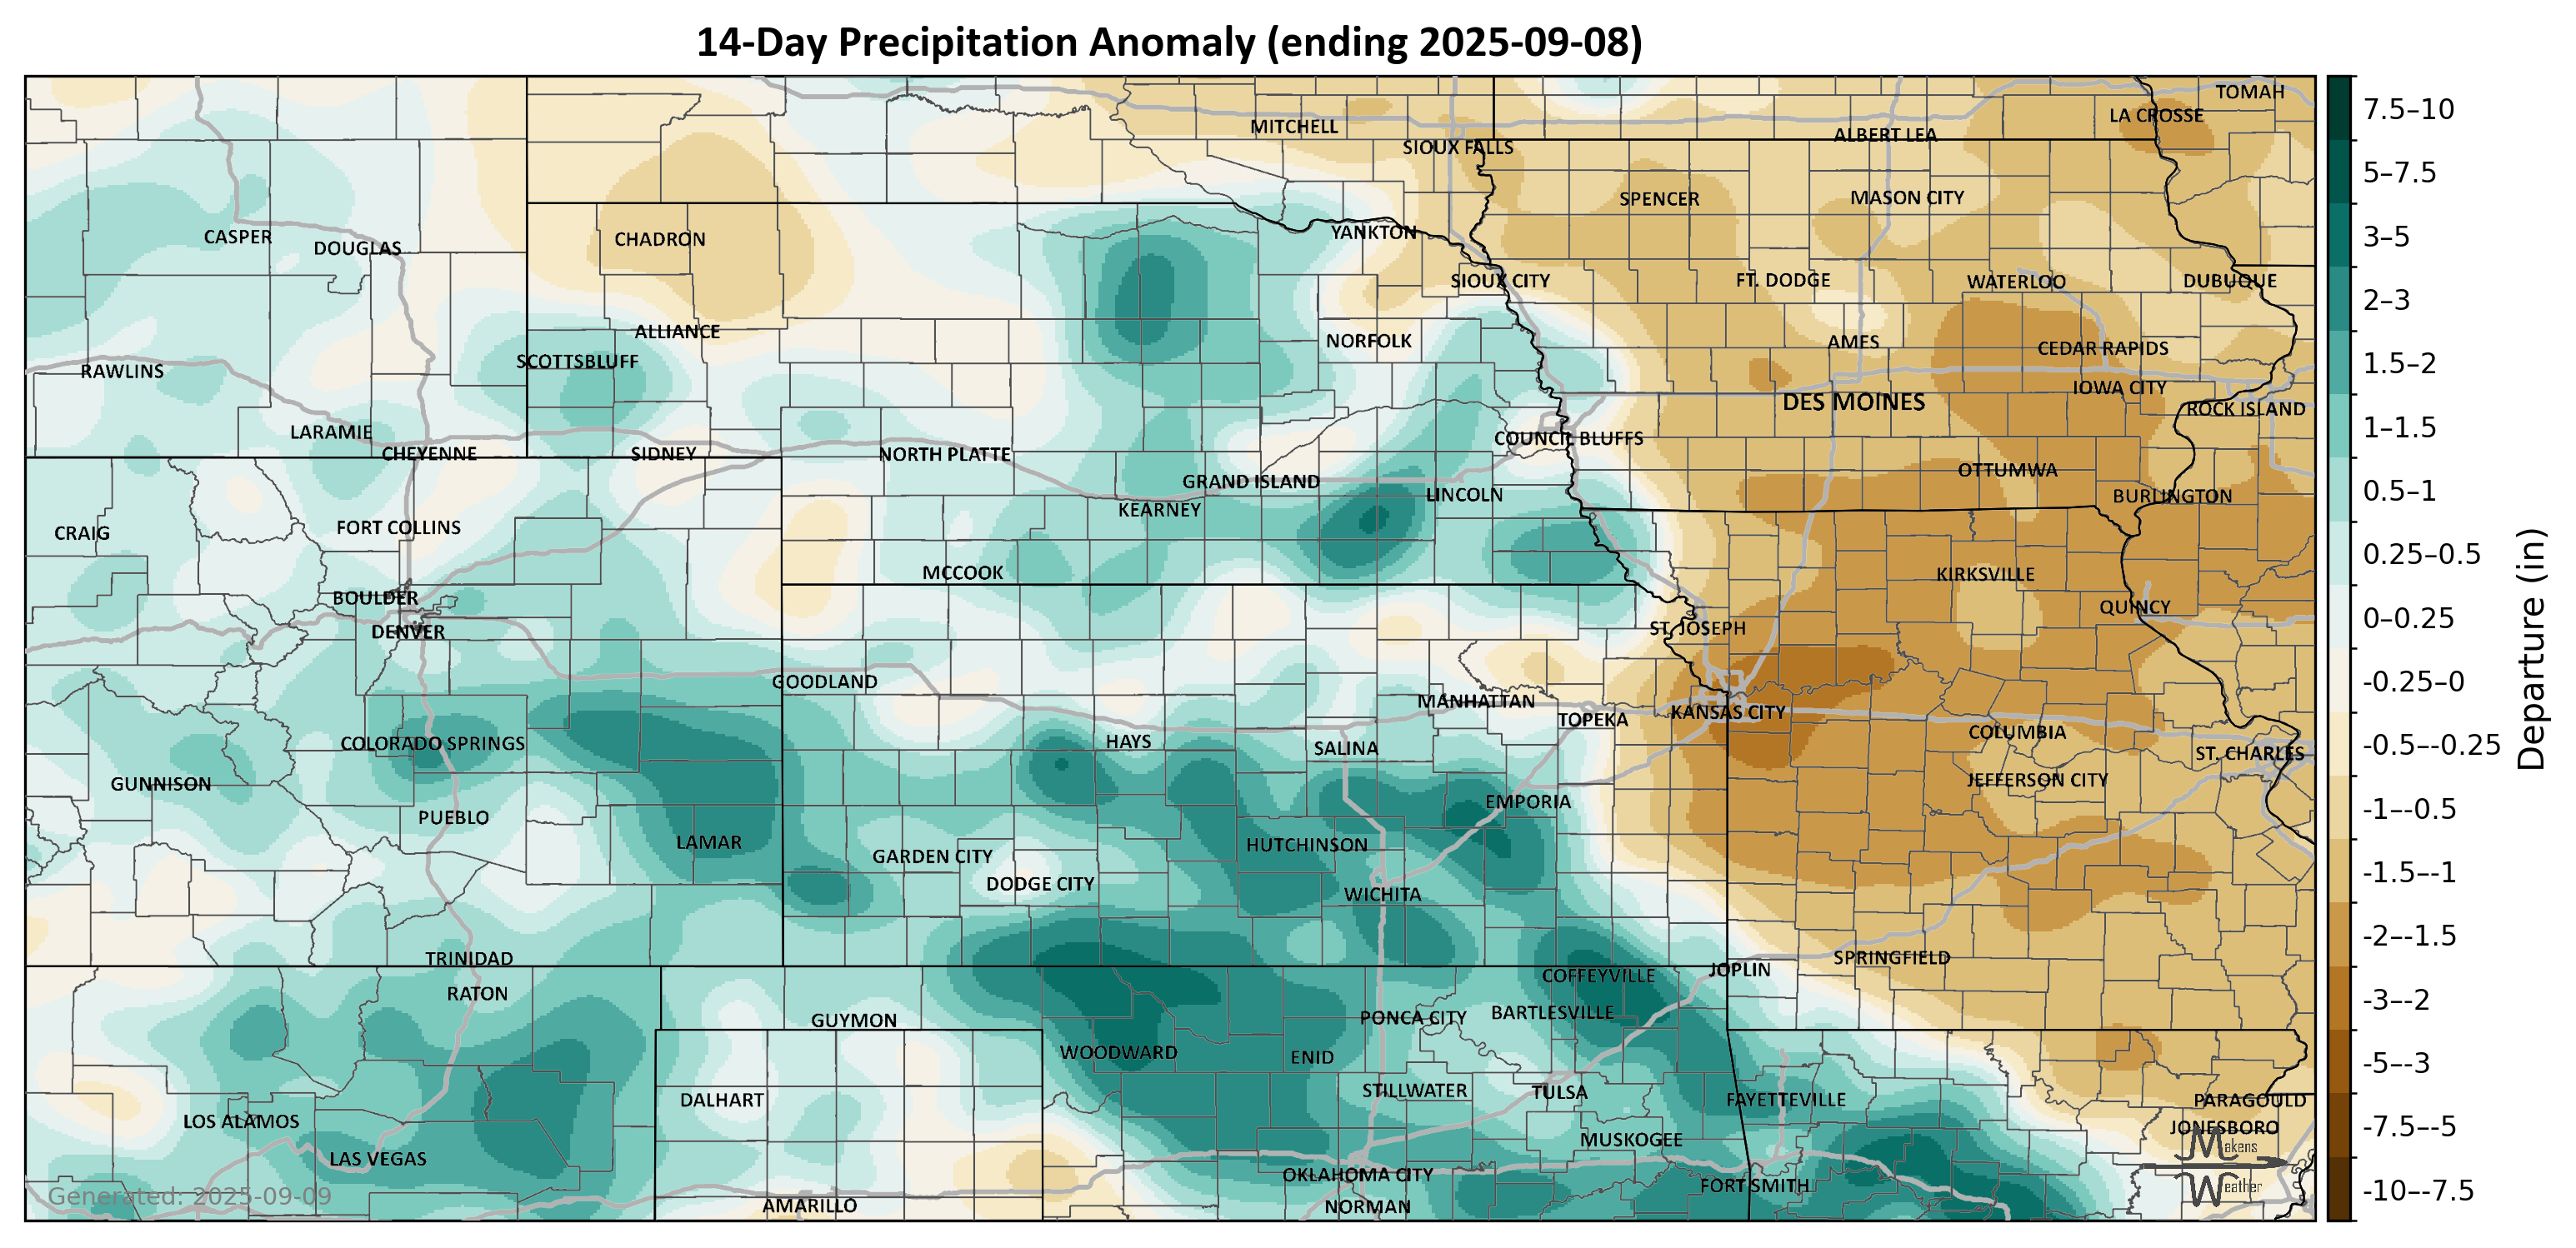 14-Day Precipitation Anomaly (ending 2025-09-08)
TOMAH
LA CROSSE
MITCHELL
ALBERT LEA
SIOUX FALLS
SPENCER
MASON CITY
YANKTON
CASPER
CHADRON
DOUGLAS
SIOUX CITY
FT. DODGE
WATERLOO
DUBUQUE
ALLIANCE
NORFOLK
AMES
CEDAR RAPIDS
SCOTTSBLUFF
RAWLINS
IOWA CITY
DES MOINES
ROCK ISLAND
LARAMIE
COUNCIL BLUFFS
CHEYENNE
SIDNEY
NORTH PLATTE
OTTUMWA
GRAND ISLAND
LINCOLN
BURLINGTON
KEARNEY
FORT COLLINS
CRAIG
MCCOOK
KIRKSVILLE
BOULDER
QUINCY
DENVER
ST. JOSEPH
GOODLAND
MANHATTAN
KANSAS CITY
TOPEKA
COLUMBIA
COLORADO SPRINGS
HAYS
SALINA
ST. CHARLES
GUNNISON
JEFFERSON CITY
EMPORIA
PUEBLO
LAMAR
HUTCHINSON
GARDEN CITY
DODGE CITY
WICHITA
TRINIDAD
SPRINGFIELD
JOPLIN
COFFEYVILLE
RATON
BARTLESVILLE
GUYMON
PONCA CITY
WOODWARD
ENID
STILLWATER
TULSA
DALHART
FAYETTEVILLE
PARAGOULD
LOS ALAMOS
JONESBORO
MUSKOGEE
LAS VEGAS
OKLAHOMA CITY
FORT SMITH
AMARILLO
NORMAN
Makens
Weather
Generated: 2025-09-09
7.5–10
5–7.5
3–5
2–3
1.5–2
1–1.5
0.5–1
0.25–0.5
0–0.25
-0.25–0
-0.5–-0.25
-1–-0.5
-1.5–-1
-2–-1.5
-3–-2
-5–-3
-7.5–-5
-10–-7.5
Departure (in)